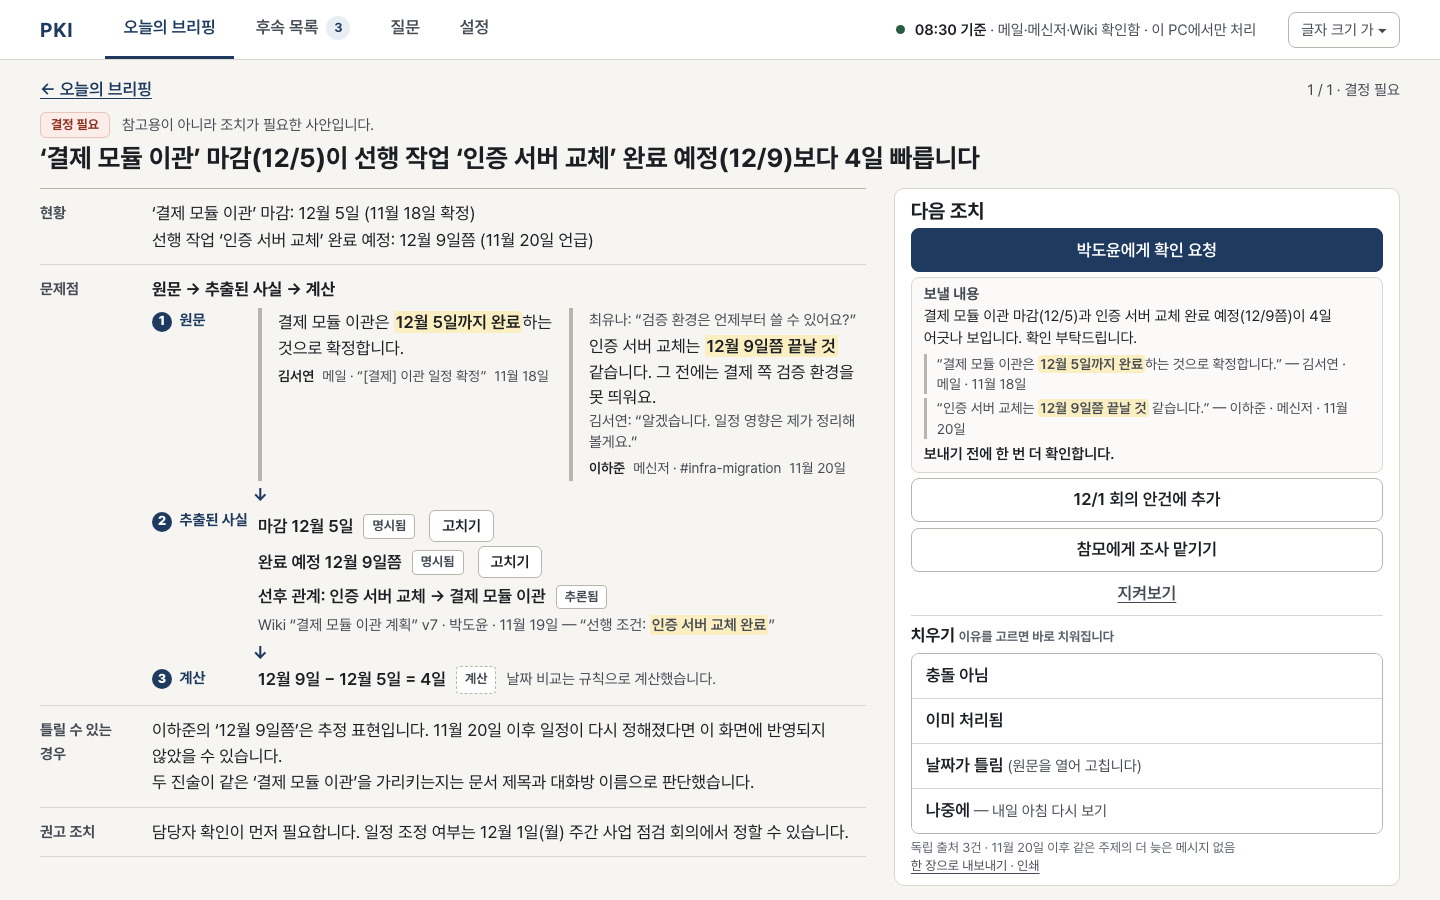 PKI
오늘의 브리핑
후속 목록 3
질문
설정
08:30 기준 · 메일·메신저·Wiki 확인함 · 이 PC에서만 처리
글자 크기 가
← 오늘의 브리핑
1 / 1 · 결정 필요
결정 필요 참고용이 아니라 조치가 필요한 사안입니다.
‘결제 모듈 이관’ 마감(12/5)이 선행 작업 ‘인증 서버 교체’ 완료 예정(12/9)보다 4일 빠릅니다
현황
‘결제 모듈 이관’ 마감: 12월 5일 (11월 18일 확정)
선행 작업 ‘인증 서버 교체’ 완료 예정: 12월 9일쯤 (11월 20일 언급)
문제점
원문 → 추출된 사실 → 계산
1 원문
결제 모듈 이관은 12월 5일까지 완료하는
것으로 확정합니다.
김서연 메일 · “[결제] 이관 일정 확정” 11월 18일
최유나: “검증 환경은 언제부터 쓸 수 있어요?”
인증 서버 교체는 12월 9일쯤 끝날 것
같습니다. 그 전에는 결제 쪽 검증 환경을
못 띄워요.
김서연: “알겠습니다. 일정 영향은 제가 정리해
볼게요.”
이하준 메신저 · #infra-migration 11월 20일
↓
2 추출된 사실
마감 12월 5일 명시됨 고치기
완료 예정 12월 9일쯤 명시됨 고치기
선후 관계: 인증 서버 교체 → 결제 모듈 이관 추론됨
Wiki “결제 모듈 이관 계획” v7 · 박도윤 · 11월 19일 — “선행 조건: 인증 서버 교체 완료”
↓
3 계산
12월 9일 − 12월 5일 = 4일 계산 날짜 비교는 규칙으로 계산했습니다.
틀릴 수 있는
경우
이하준의 ‘12월 9일쯤’은 추정 표현입니다. 11월 20일 이후 일정이 다시 정해졌다면 이 화면에 반영되지
않았을 수 있습니다.
두 진술이 같은 ‘결제 모듈 이관’을 가리키는지는 문서 제목과 대화방 이름으로 판단했습니다.
권고 조치
담당자 확인이 먼저 필요합니다. 일정 조정 여부는 12월 1일(월) 주간 사업 점검 회의에서 정할 수 있습니다.
다음 조치
박도윤에게 확인 요청
보낼 내용
결제 모듈 이관 마감(12/5)과 인증 서버 교체 완료 예정(12/9쯤)이 4일
어긋나 보입니다. 확인 부탁드립니다.
“결제 모듈 이관은 12월 5일까지 완료하는 것으로 확정합니다.” — 김서연 ·
메일 · 11월 18일
“인증 서버 교체는 12월 9일쯤 끝날 것 같습니다.” — 이하준 · 메신저 · 11월
20일
보내기 전에 한 번 더 확인합니다.
12/1 회의 안건에 추가
참모에게 조사 맡기기
지켜보기
치우기 이유를 고르면 바로 치워집니다
충돌 아님
이미 처리됨
날짜가 틀림 (원문을 열어 고칩니다)
나중에 — 내일 아침 다시 보기
독립 출처 3건 · 11월 20일 이후 같은 주제의 더 늦은 메시지 없음
한 장으로 내보내기 · 인쇄